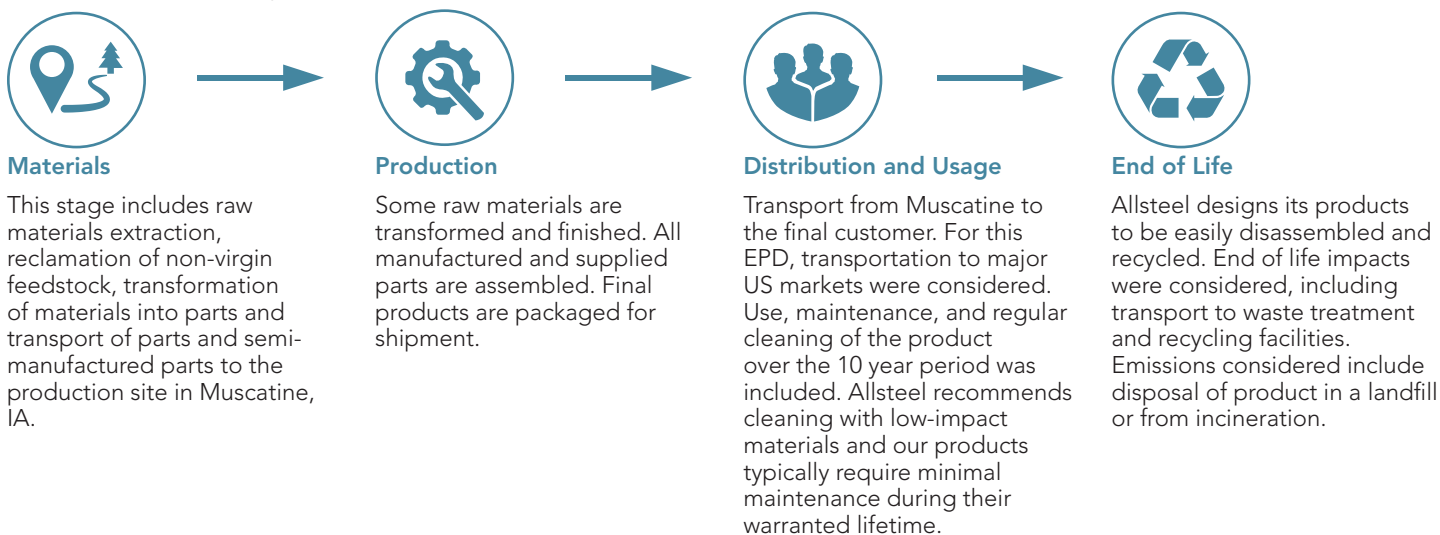 Materials
This stage includes raw
materials extraction,
reclamation of non-virgin
feedstock, transformation
of materials into parts and
transport of parts and semi-
manufactured parts to the
production site in Muscatine,
IA.
Production
Some raw materials are
transformed and finished. All
manufactured and supplied
parts are assembled. Final
products are packaged for
shipment.
Distribution and Usage
Transport from Muscatine to
the final customer. For this
EPD, transportation to major
US markets were considered.
Use, maintenance, and regular
cleaning of the product
over the 10 year period was
included. Allsteel recommends
cleaning with low-impact
materials and our products
typically require minimal
maintenance during their
warranted lifetime.
End of Life
Allsteel designs its products
to be easily disassembled and
recycled. End of life impacts
were considered, including
transport to waste treatment
and recycling facilities.
Emissions considered include
disposal of product in a landfill
or from incineration.